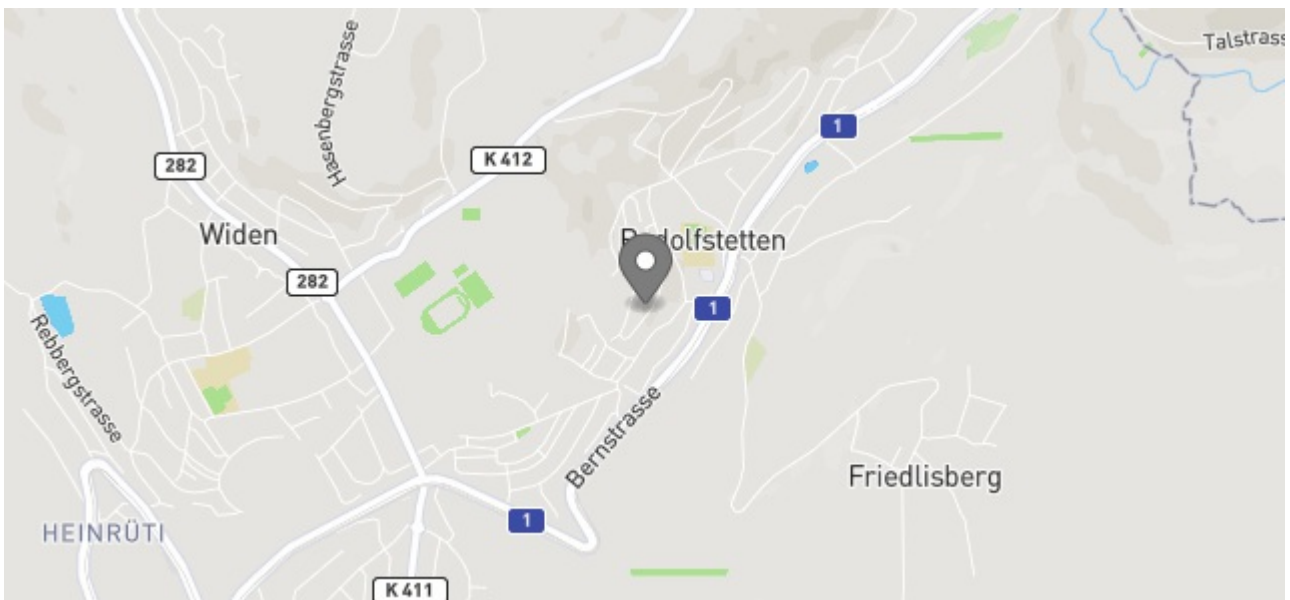 Talstrass
Hasenbergstrasse
1
282
K 412
Widen
Rudolfstetten
282
1
Rebbergstrasse
Bernstrasse
Friedlisberg
1
HEINRÜTI
K 411